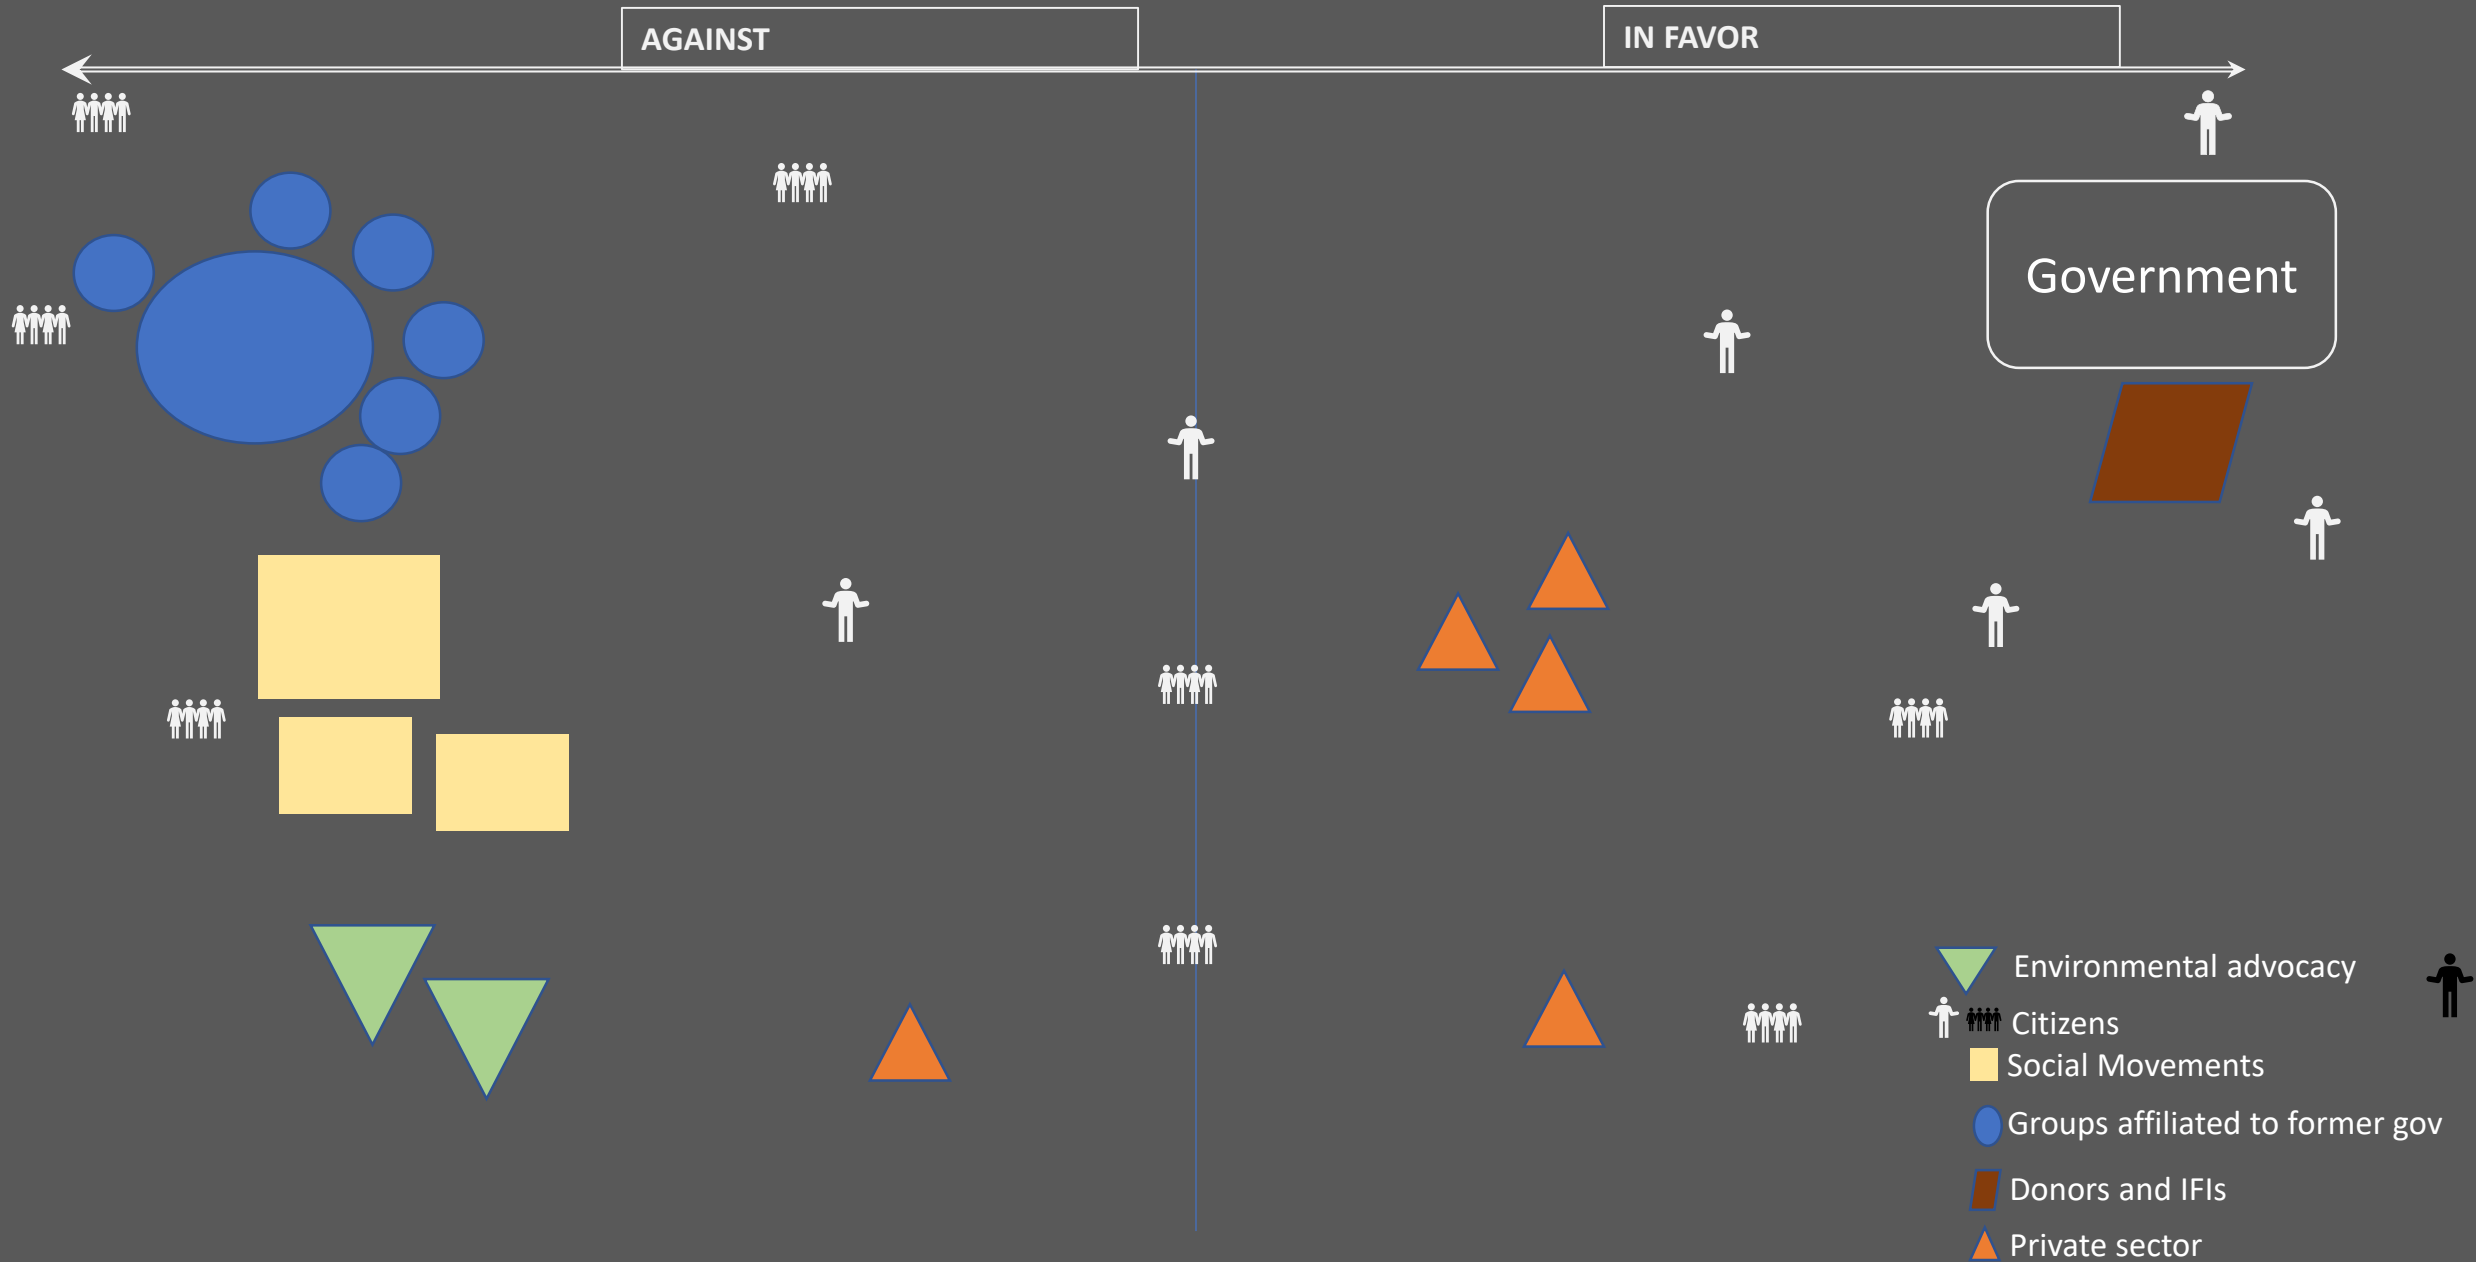 AGAINST
IN FAVOR
Government
Environmental advocacy
Citizens
Social Movements
Groups affiliated to former gov
Donors and IFIs
Private sector